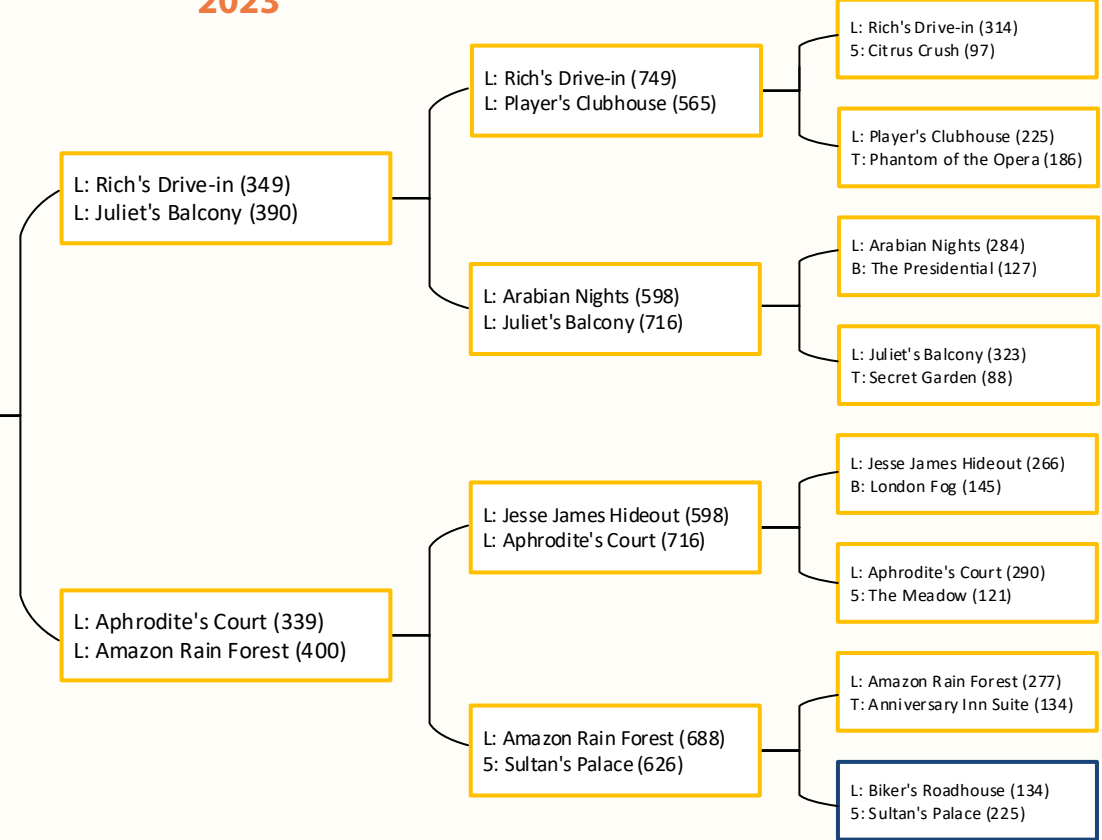 2023
L: Rich's Drive-in (314)
5: Citrus Crush (97)
L: Rich's Drive-in (749)
L: Player's Clubhouse (565)
L: Player's Clubhouse (225)
T: Phantom of the Opera (186)
L: Rich's Drive-in (349)
L: Juliet's Balcony (390)
L: Arabian Nights (284)
B: The Presidential (127)
L: Arabian Nights (598)
L: Juliet's Balcony (716)
L: Juliet's Balcony (323)
T: Secret Garden (88)
L: Jesse James Hideout (266)
B: London Fog (145)
L: Jesse James Hideout (598)
L: Aphrodite's Court (716)
L: Aphrodite's Court (290)
5: The Meadow (121)
L: Aphrodite's Court (339)
L: Amazon Rain Forest (400)
L: Amazon Rain Forest (277)
T: Anniversary Inn Suite (134)
L: Amazon Rain Forest (688)
5: Sultan's Palace (626)
L: Biker's Roadhouse (134)
5: Sultan's Palace (225)